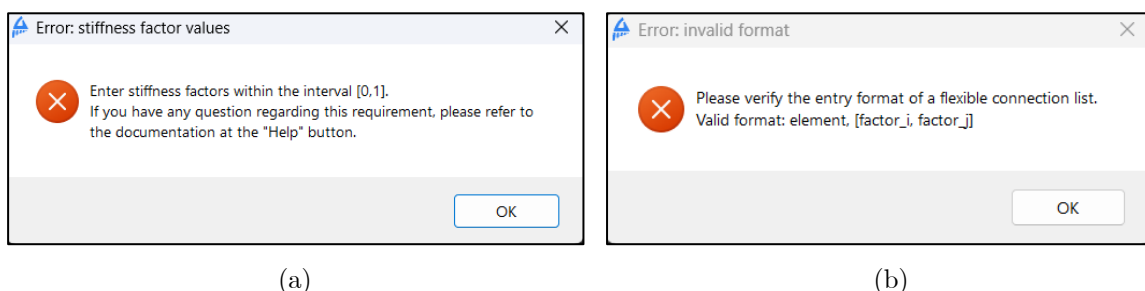 Error: stiffness factor values
Enter stiffness factors within the interval [0,1].
If you have any question regarding this requirement, please refer to
the documentation at the "Help" button.
OK
(a)
Error: invalid format
Please verify the entry format of a flexible connection list.
Valid format: element, [factor_i, factor_j]
OK
(b)